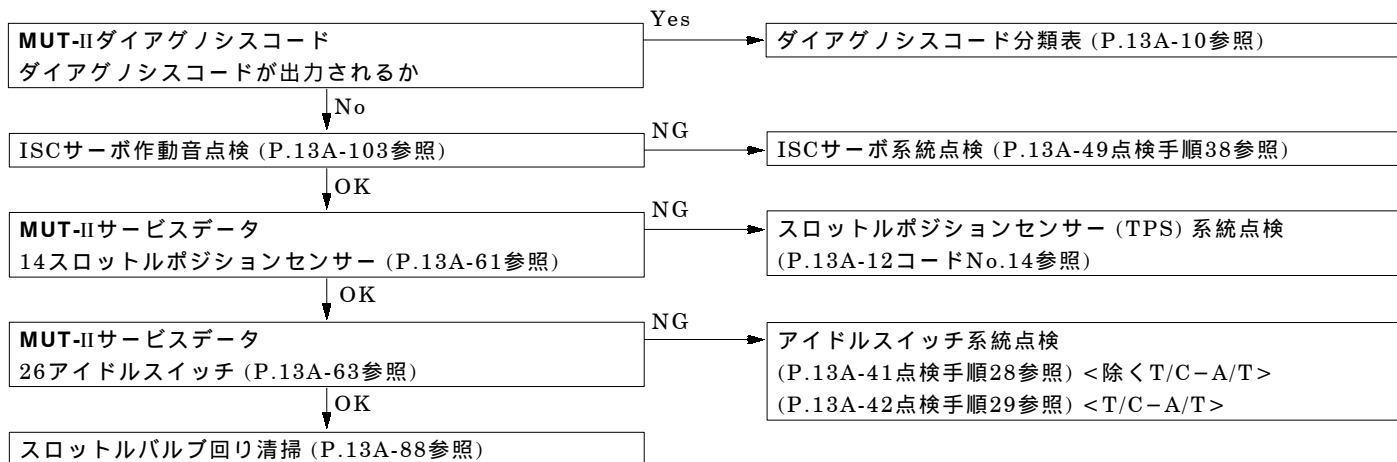 MUT-IIダイアグノシスコード
ダイアグノシスコードが出力されるか
Yes
ダイアグノシスコード分類表 (P.13A-10参照)
No
ISCサーボ作動音点検 (P.13A-103参照)
NG
ISCサーボ系統点検 (P.13A-49点検手順38参照)
OK
MUT-IIサービスデータ
14スロットルポジションセンサー (P.13A-61参照)
NG
スロットルポジションセンサー (TPS) 系統点検
(P.13A-12コードNo.14参照)
OK
MUT-IIサービスデータ
26アイドルスイッチ (P.13A-63参照)
NG
アイドルスイッチ系統点検
(P.13A-41点検手順28参照) <除くT/C−A/T>
(P.13A-42点検手順29参照) <T/C−A/T>
OK
スロットルバルブ回り清掃 (P.13A-88参照)